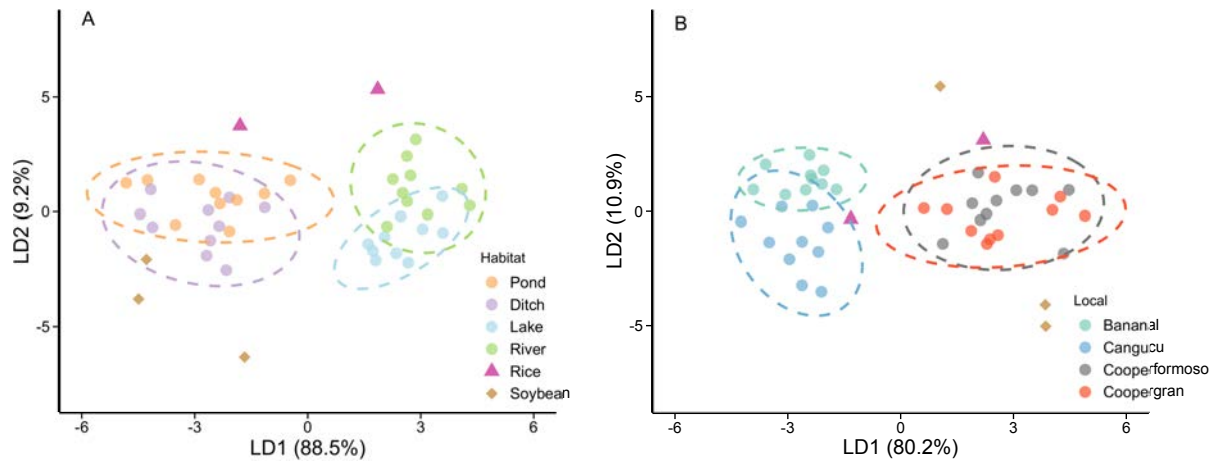 A
5
0
-5
LD2 (9.2%)
-6
-3
0
3
6
LD1 (88.5%)
Habitat
Pond
Ditch
Lake
River
Rice
Soybean
B
5
0
-5
LD2 (10.9%)
-6
-3
0
3
6
LD1 (80.2%)
Local
Bananal
Cangucu
Cooperformoso
Coopergran